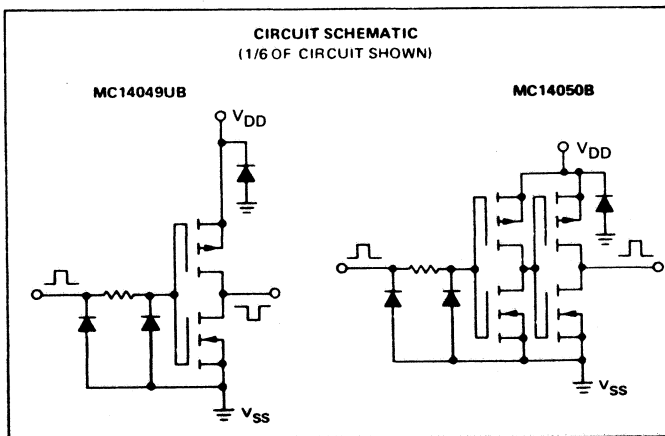 CIRCUIT SCHEMATIC
(1/6 OF CIRCUIT SHOWN)
MC14049UB
MC14050B
VDD
VDD
VSS
VSS